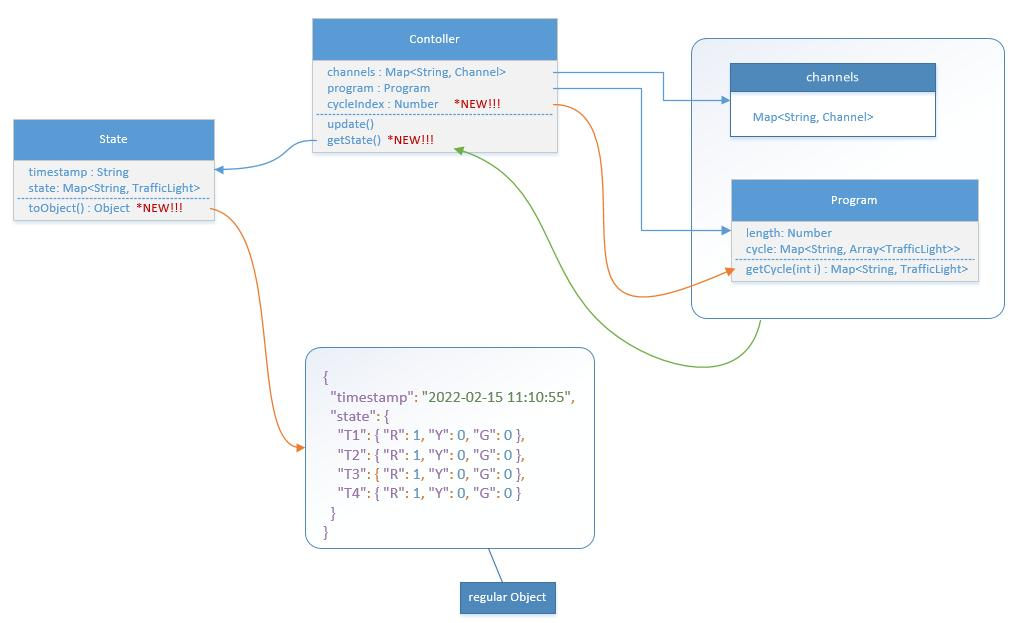 Contoller
channels : Map<String, Channel>
program : Program
cycleIndex : Number *NEW!!!
update()
getState() *NEW!!!
channels
Map<String, Channel>
State
timestamp : String
state: Map<String, TrafficLight>
toObject() : Object *NEW!!!
Program
length: Number
cycle: Map<String, Array<TrafficLight>>
getCycle(int i) : Map<String, TrafficLight>
{
"timestamp": "2022-02-15 11:10:55",
"state": {
"T1": { "R": 1, "Y": 0, "G": 0 },
"T2": { "R": 1, "Y": 0, "G": 0 },
"T3": { "R": 1, "Y": 0, "G": 0 },
"T4": { "R": 1, "Y": 0, "G": 0 }
}
}
regular Object